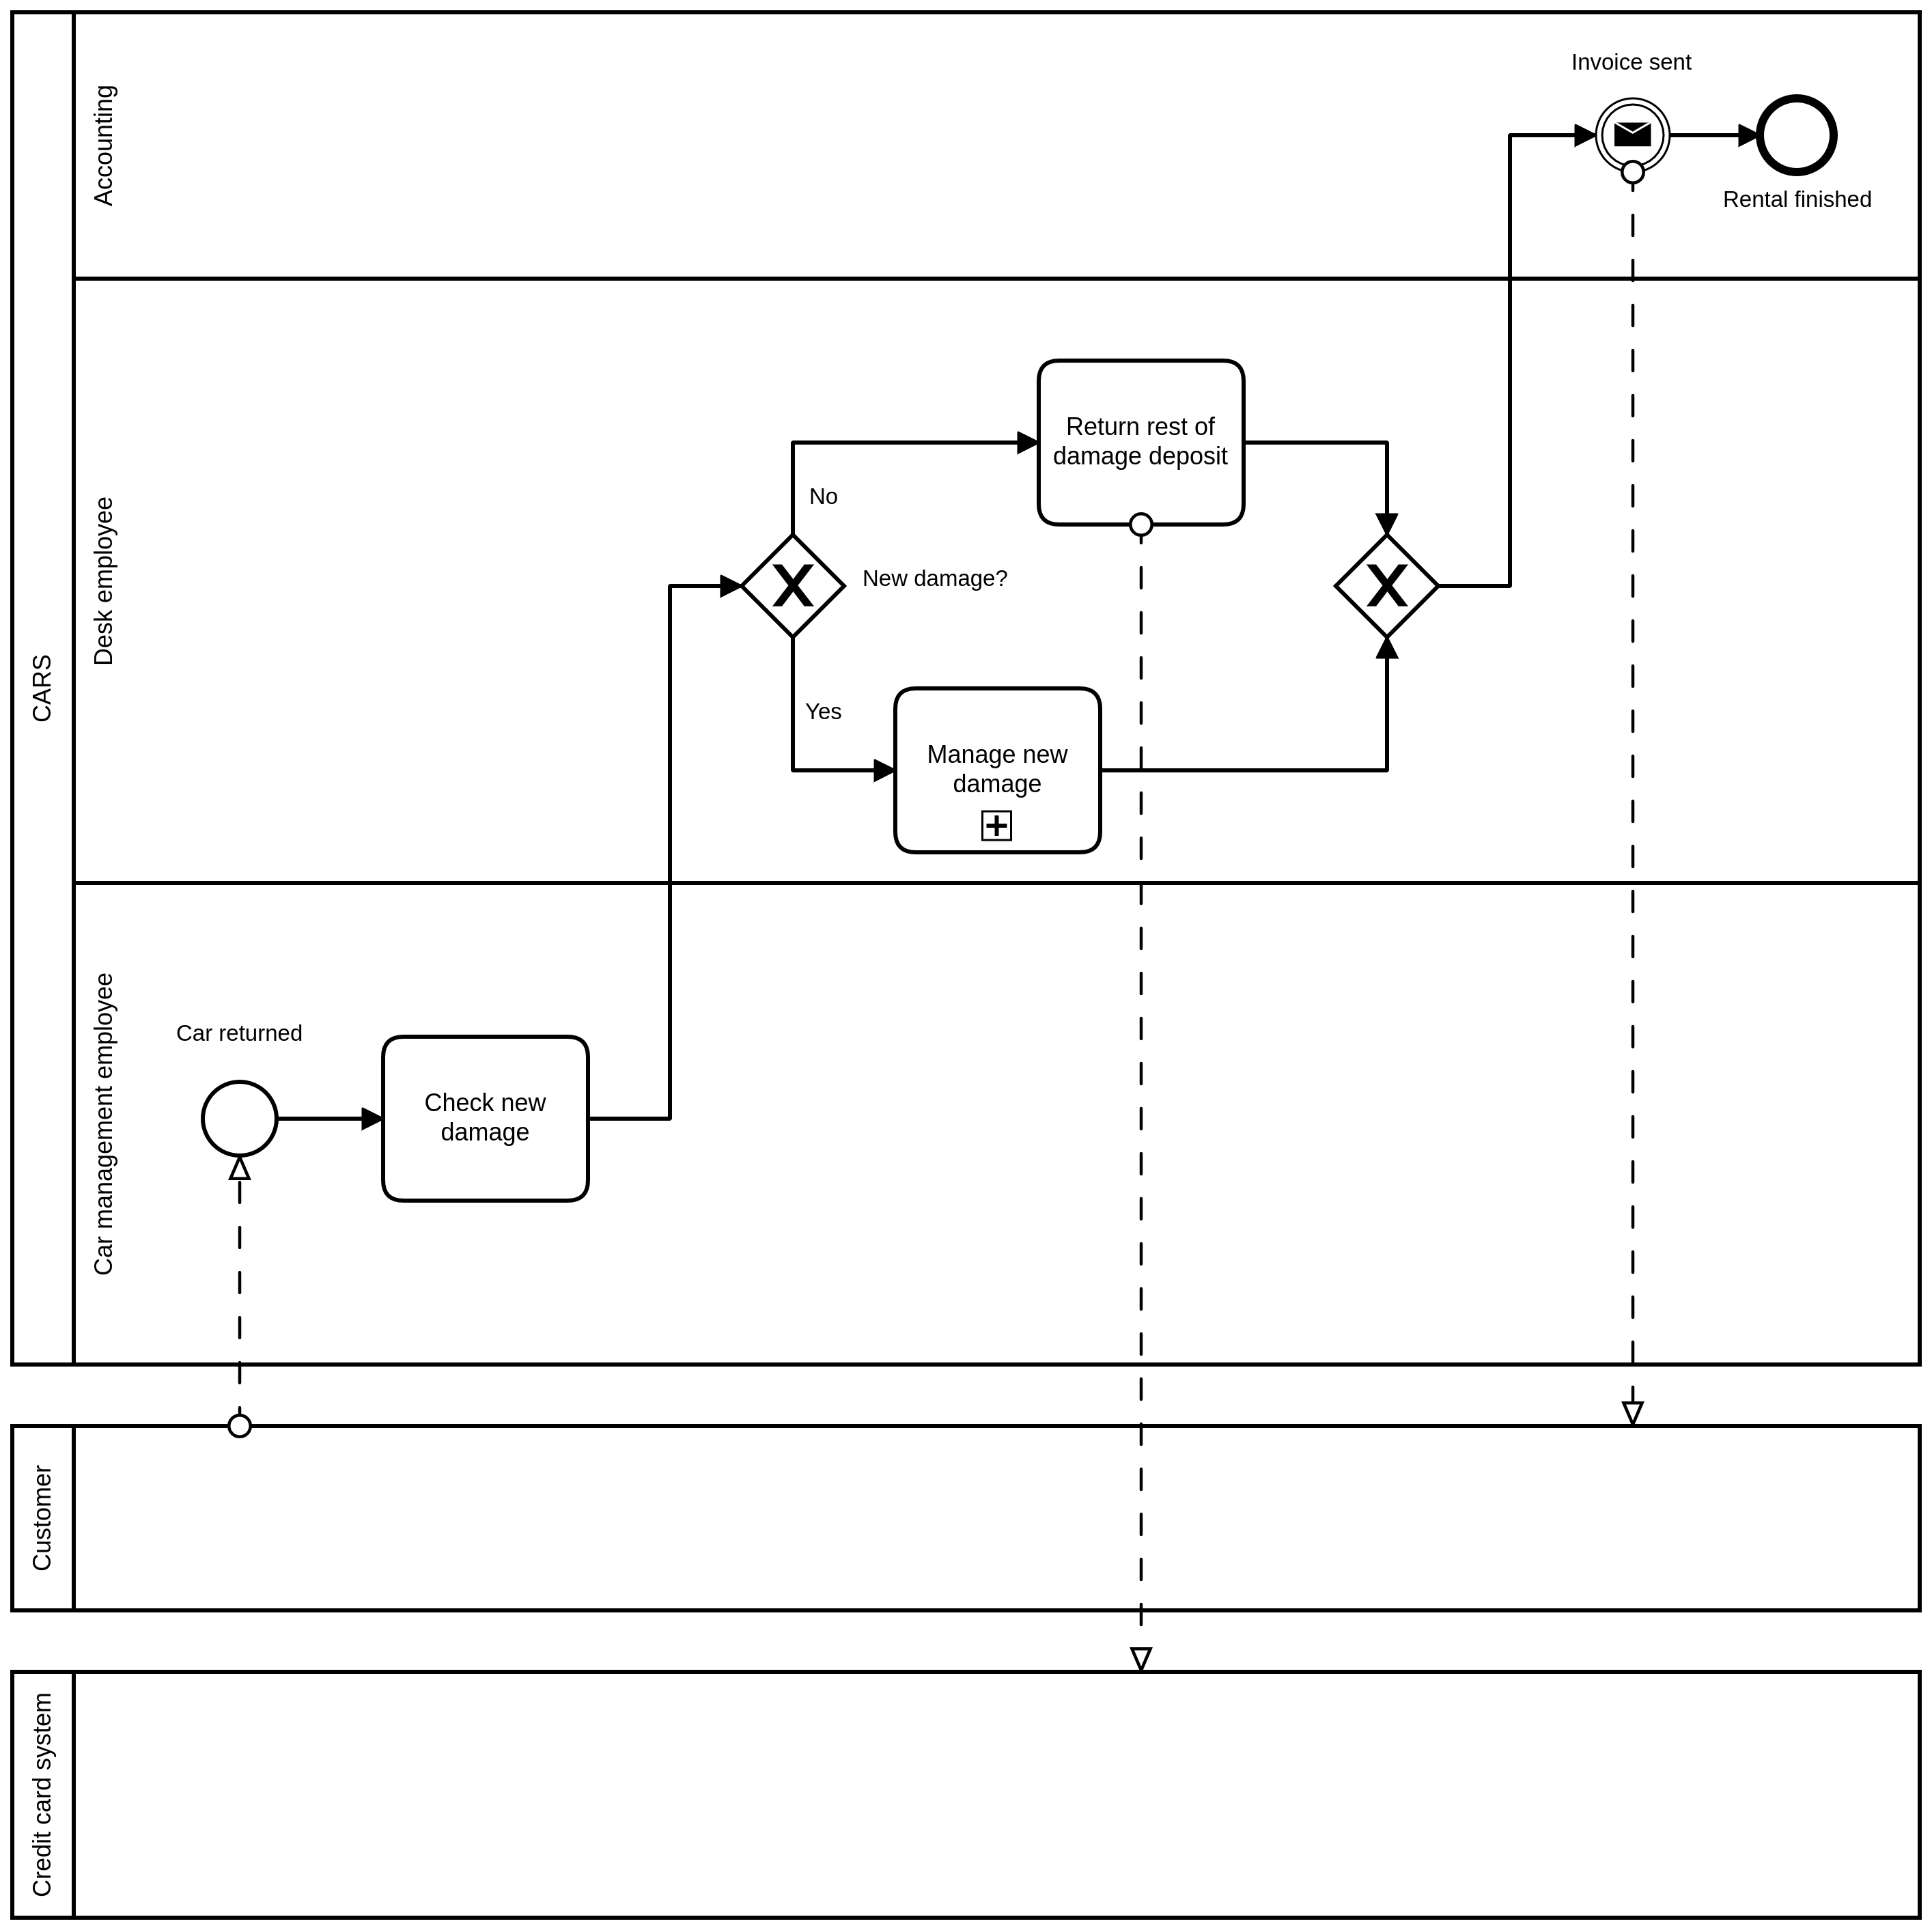 CARS
Accounting
Invoice sent
Rental finished
Desk employee
Return rest of
damage deposit
No
New damage?
X
X
Yes
Manage new
damage
Car management employee
Car returned
Check new
damage
Customer
Credit card system